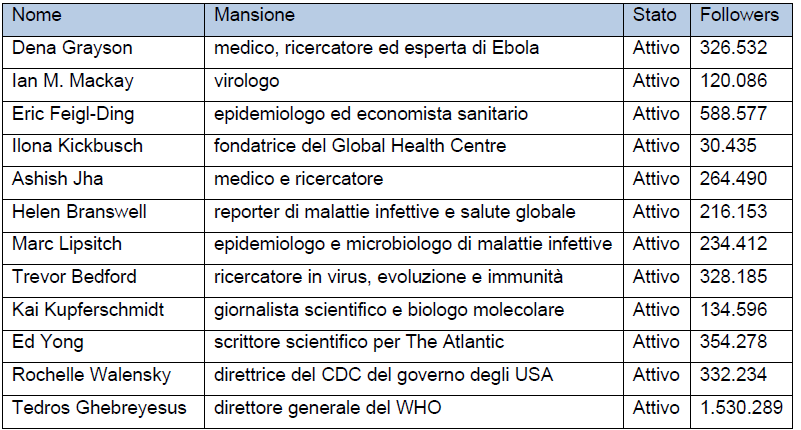 Nome Mansione Stato Followers
Dena Grayson medico, ricercatore ed esperta di Ebola Attivo 326.532
Ian M. Mackay virologo Attivo 120.086
Eric Feigl-Ding epidemiologo ed economista sanitario Attivo 588.577
Ilona Kickbusch fondatrice del Global Health Centre Attivo 30.435
Ashish Jha medico e ricercatore Attivo 264.490
Helen Branswell reporter di malattie infettive e salute globale Attivo 216.153
Marc Lipsitch epidemiologo e microbiologo di malattie infettive Attivo 234.412
Trevor Bedford ricercatore in virus, evoluzione e immunità Attivo 328.185
Kai Kupferschmidt giornalista scientifico e biologo molecolare Attivo 134.596
Ed Yong scrittore scientifico per The Atlantic Attivo 354.278
Rochelle Walensky direttrice del CDC del governo degli USA Attivo 332.234
Tedros Ghebreyesus direttore generale del WHO Attivo 1.530.289